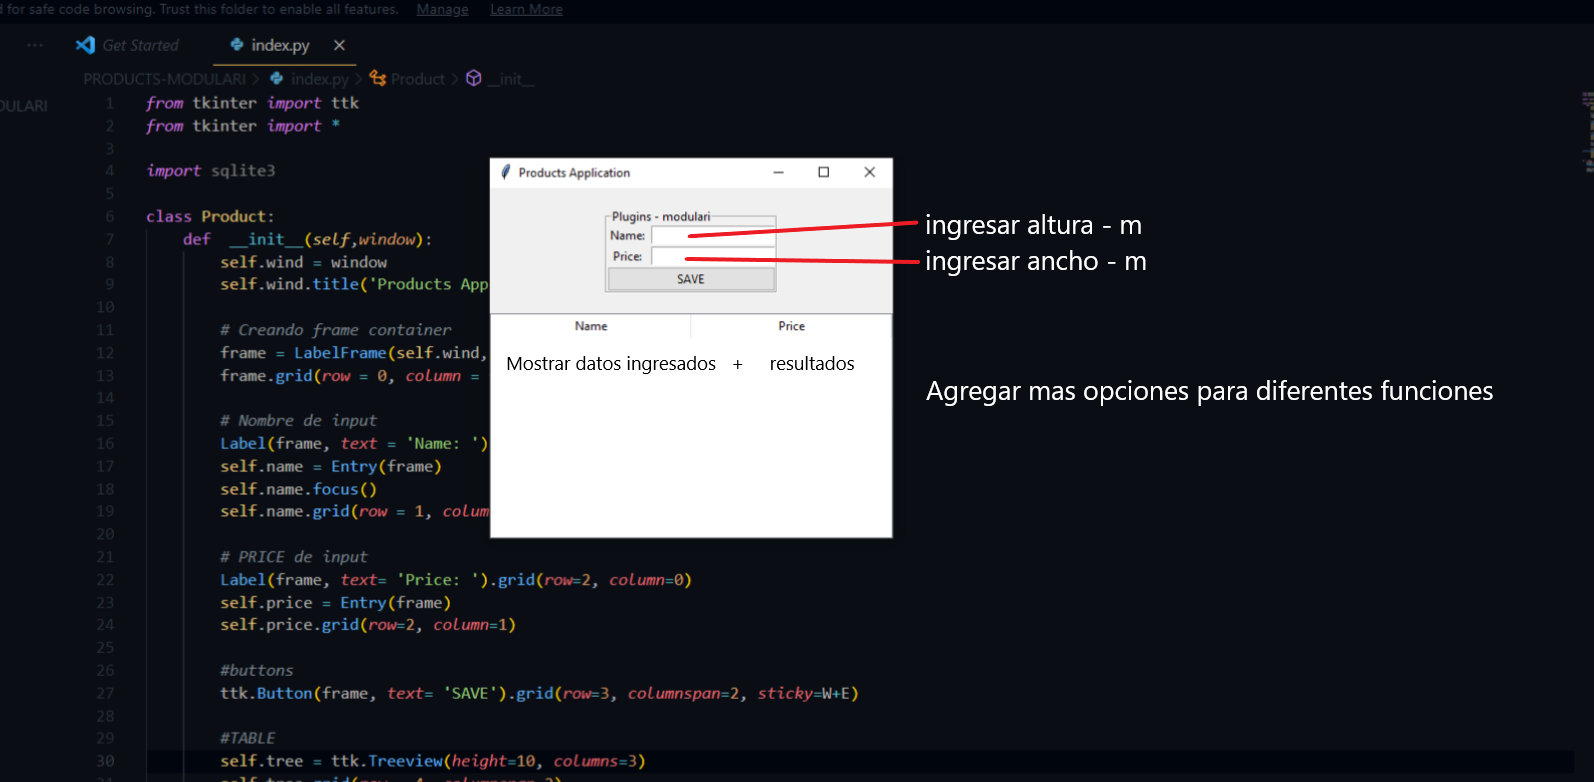 d for safe code browsing. Trust this folder to enable all features. Manage Learn More
Get Started index.py
PRODUCTS-MODULARI > index.py > Product > __init__
DULARI
1 from tkinter import ttk
2 from tkinter import *
3
4 import sqlite3
5
6 class Product:
7 def __init__(self,window):
8 self.wind = window
9 self.wind.title('Products App
10
11 # Creando frame container
12 frame = LabelFrame(self.wind,
13 frame.grid(row = 0, column =
14
15 # Nombre de input
16 Label(frame, text = 'Name: ')
17 self.name = Entry(frame)
18 self.name.focus()
19 self.name.grid(row = 1, colum
20
21 # PRICE de input
22 Label(frame, text= 'Price: ').grid(row=2, column=0)
23 self.price = Entry(frame)
24 self.price.grid(row=2, column=1)
25
26 #buttons
27 ttk.Button(frame, text= 'SAVE').grid(row=3, columnspan=2, sticky=W+E)
28
29 #TABLE
30 self.tree = ttk.Treeview(height=10, columns=3)
Products Application
Plugins - modulari
Name:
Price:
SAVE
Name Price
Mostrar datos ingresados + resultados
ingresar altura - m
ingresar ancho - m
Agregar mas opciones para diferentes funciones